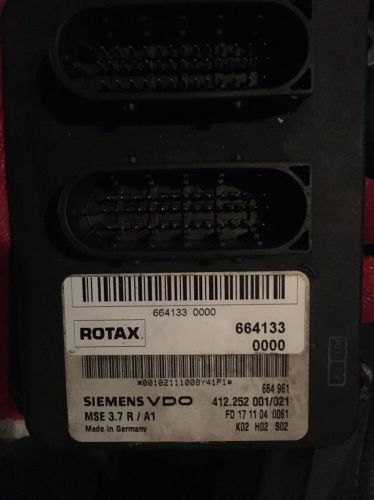 664133 0000
ROTAX 664133
0000
*00102111008Y41P1*
664 961
SIEMENS VDO 412.252 001/021
MSE 3.7 R / A1 FD 17 11 04 0061
Made in Germany K02 H02 S02